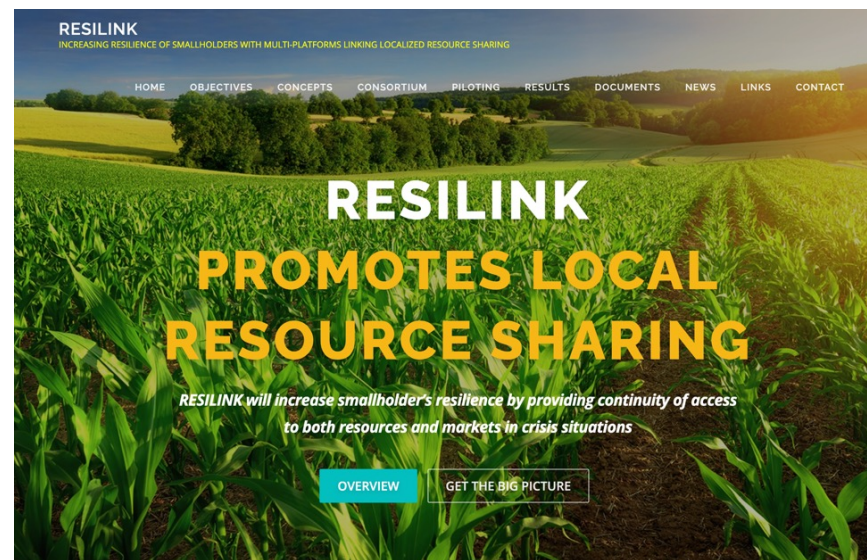 RESILINK
INCREASING RESILIENCE OF SMALLHOLDERS WITH MULTI-PLATFORMS LINKING LOCALIZED RESOURCE SHARING
HOME OBJECTIVES CONCEPTS CONSORTIUM PILOTING RESULTS DOCUMENTS NEWS LINKS CONTACT
RESILINK
PROMOTES LOCAL
RESOURCE SHARING
RESILINK will increase smallholder's resilience by providing continuity of access
to both resources and markets in crisis situations
OVERVIEW GET THE BIG PICTURE